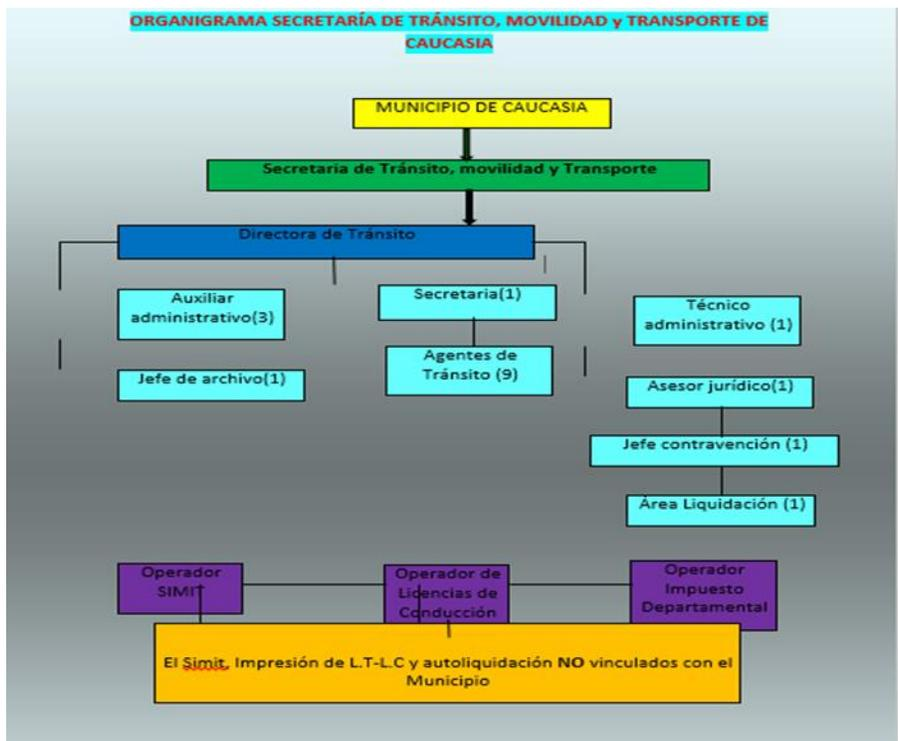 ORGANIGRAMA SECRETARÍA DE TRÁNSITO, MOVILIDAD y TRANSPORTE DE
CAUCASIA
MUNICIPIO DE CAUCASIA
Secretaria de Tránsito, movilidad y Transporte
Directora de Tránsito
Auxiliar
administrativo(3)
Secretaria(1)
Técnico
administrativo (1)
Jefe de archivo(1)
Agentes de
Tránsito (9)
Asesor jurídico(1)
Jefe contravención (1)
Área Liquidación (1)
Operador
SIMIT
Operador de
Licencias de
Conducción
Operador
Impuesto
Departamental
El Simit, Impresión de L.T-L.C y autoliquidación NO vinculados con el
Municipio